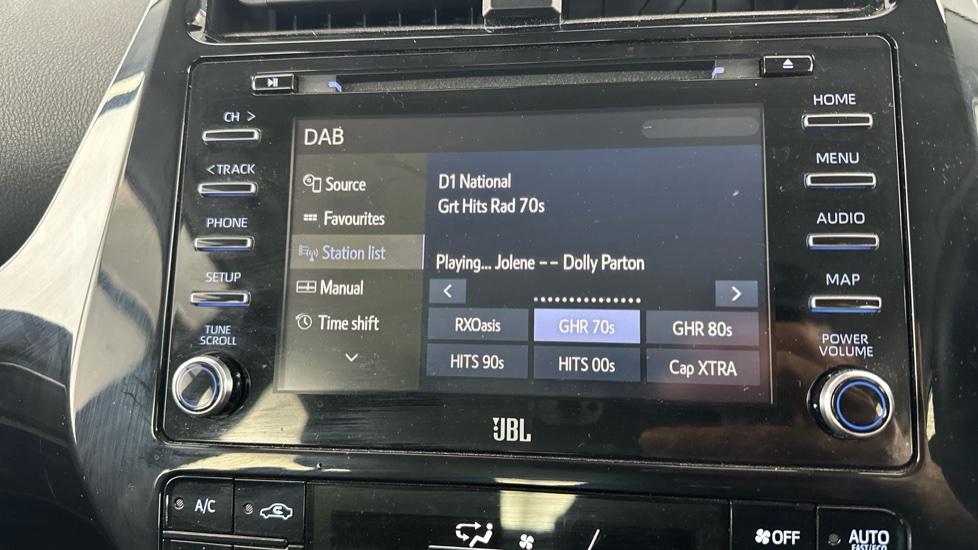 CH >
< TRACK
PHONE
SETUP
TUNE
SCROLL
DAB
Source
Favourites
Station list
Manual
Time shift
D1 National
Grt Hits Rad 70s
Playing... Jolene -- Dolly Parton
< >
RXOasis GHR 70s GHR 80s
HITS 90s HITS 00s Cap XTRA
HOME
MENU
AUDIO
MAP
POWER
VOLUME
JBL
A/C
OFF
AUTO
FAST/ECO